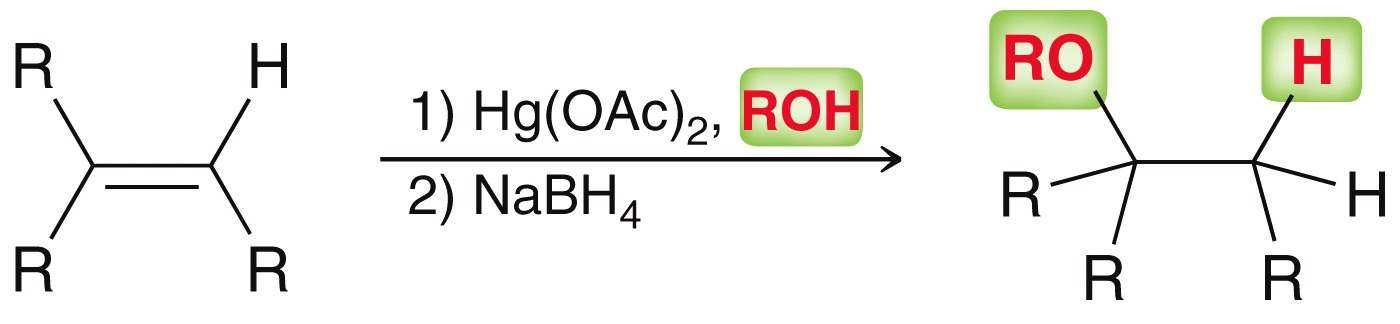 R H
R R
1) Hg(OAc)2, ROH
2) NaBH4
RO H
R H
R R